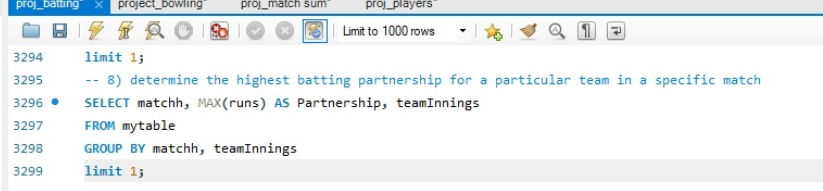 proj_batting* × project_bowling* proj_match sum* proj_players*
Limit to 1000 rows
3294 limit 1;
3295 -- 8) determine the highest batting partnership for a particular team in a specific match
3296 SELECT matchh, MAX(runs) AS Partnership, teamInnings
3297 FROM mytable
3298 GROUP BY matchh, teamInnings
3299 limit 1;